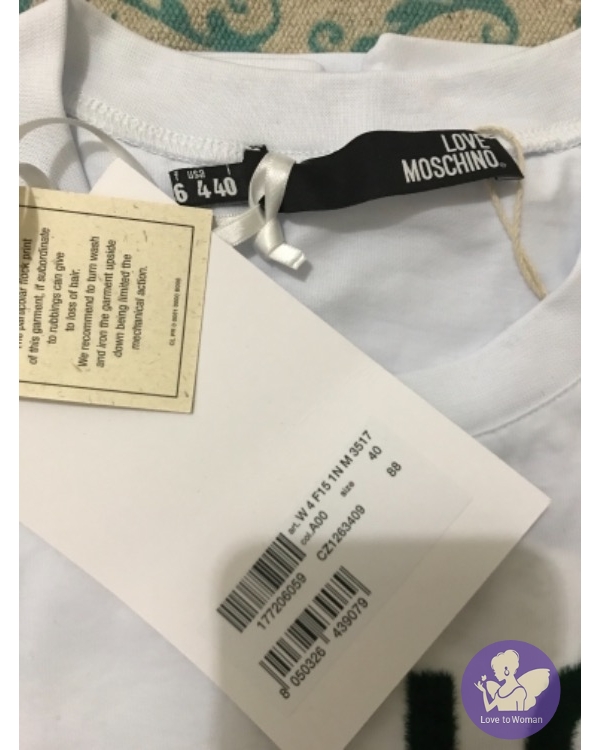 LOVE
MOSCHINO
usa I
6 4 40
of this garment, if subordinate
to rubbings can give
to loss of hair.
We recommend to turn wash
and iron the garment upside
down being limited the
mechanical action.
art. W 4 F15 1N M 3517
col. A00 size 40
CZ1263409 88
177206059
8 050326 439079
Love to Woman